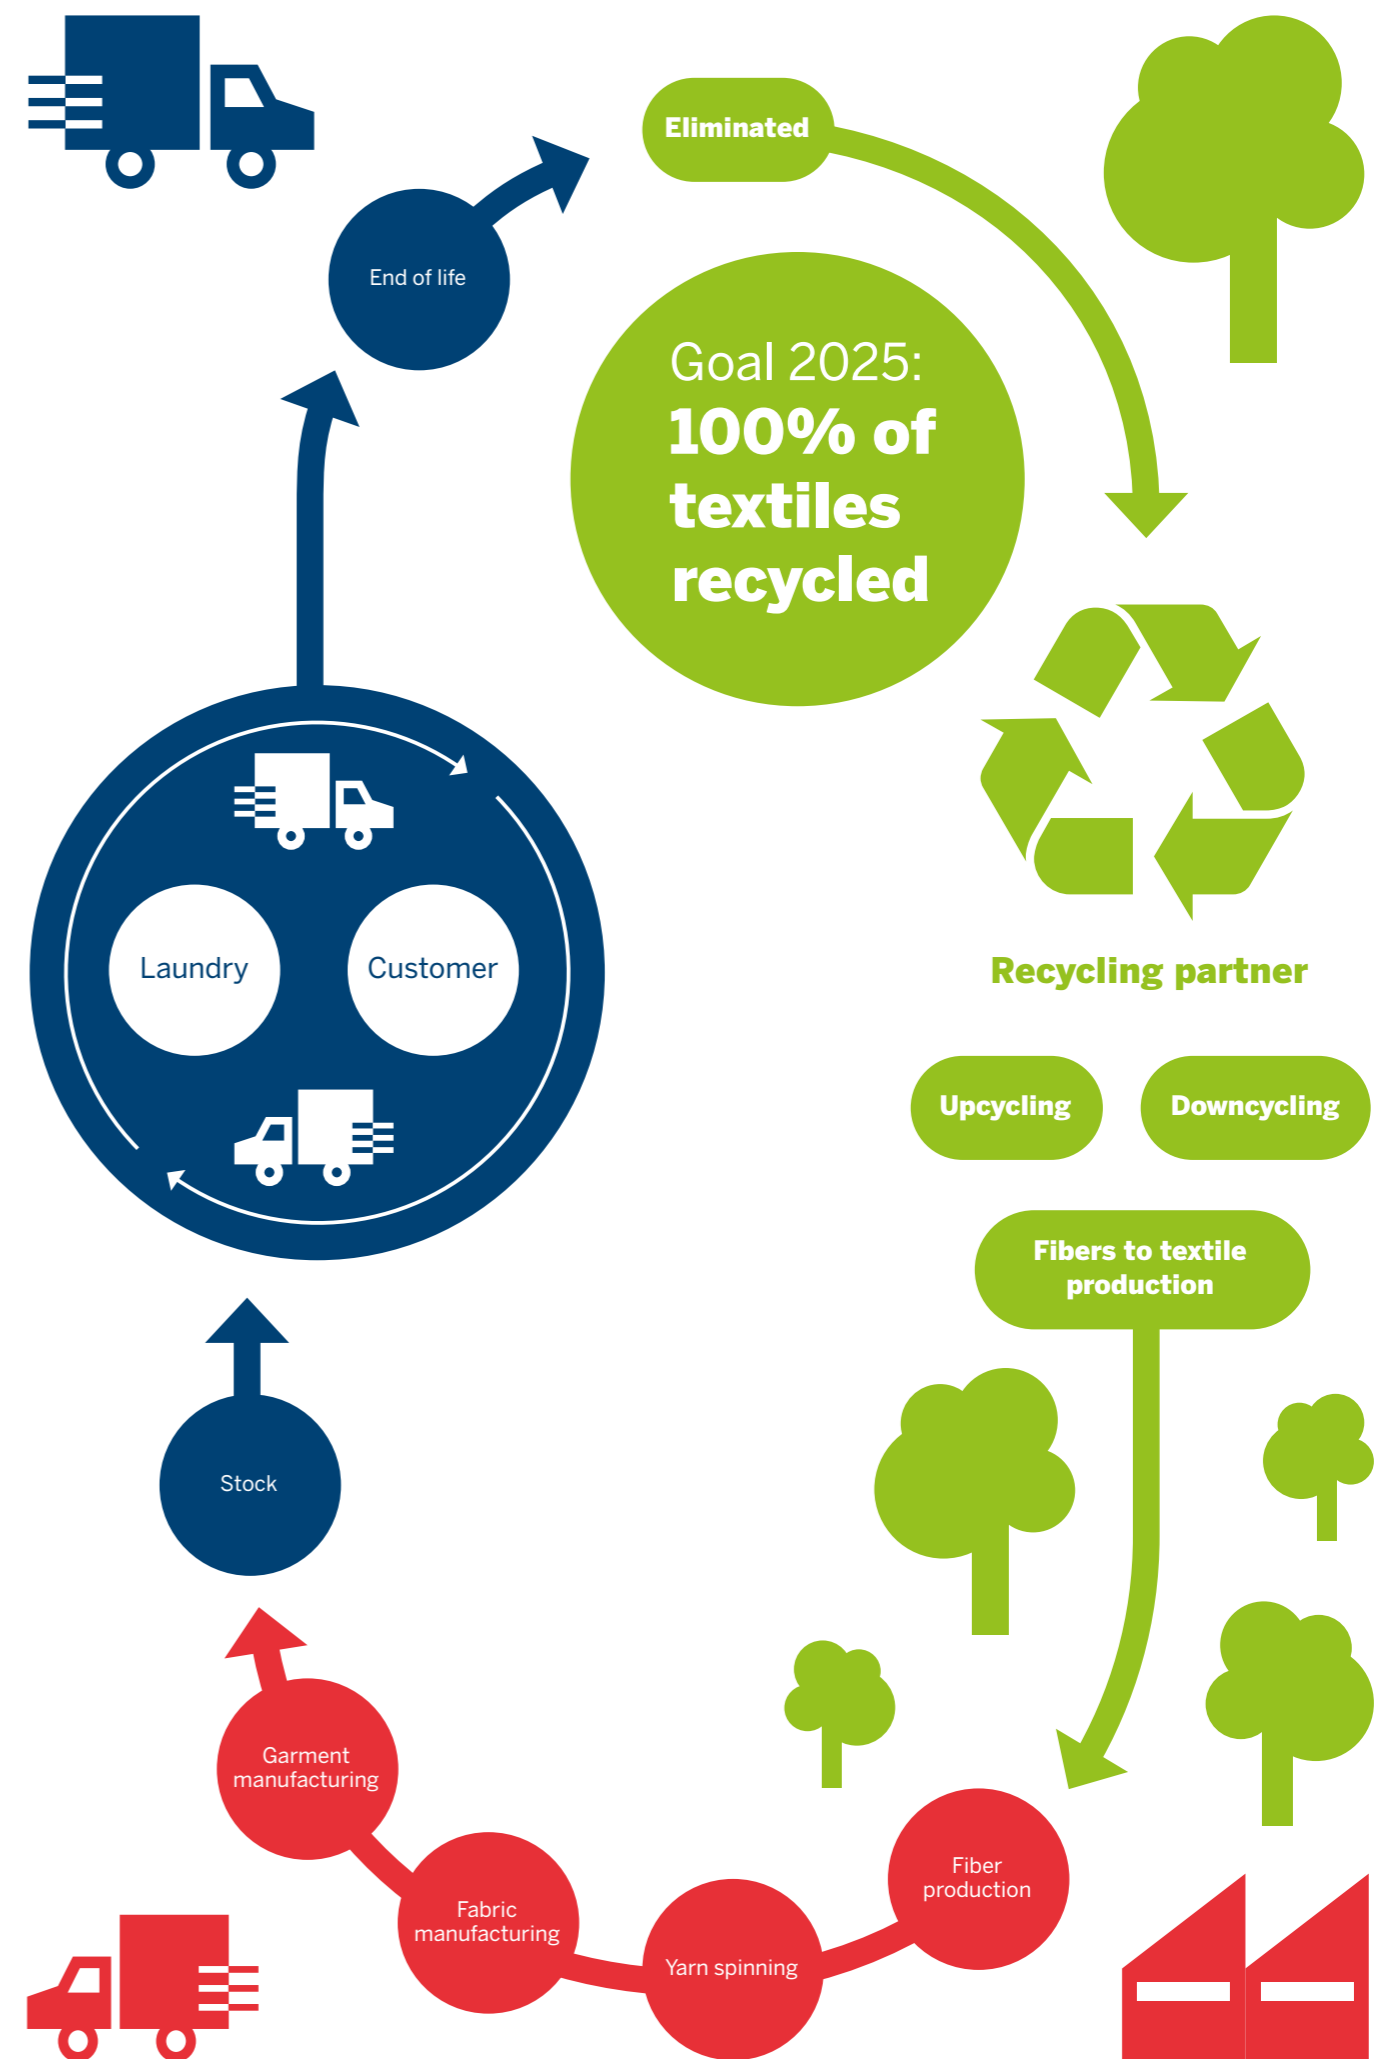 Eliminated
End of life
Goal 2025:
100% of
textiles
recycled
Laundry
Customer
Recycling partner
Upcycling
Downcycling
Fibers to textile
production
Stock
Garment
manufacturing
Fabric
manufacturing
Yarn spinning
Fiber
production